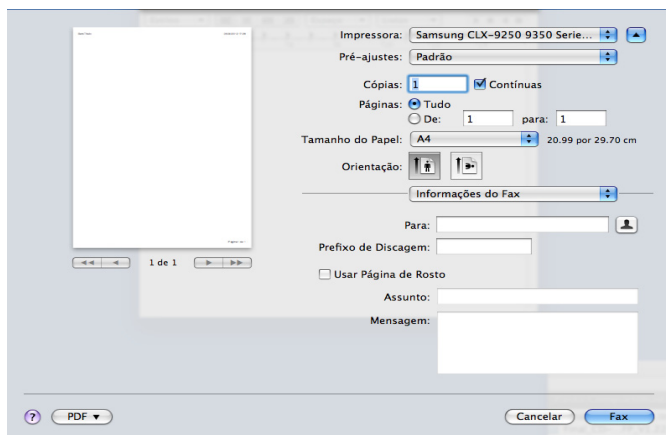 Impressora: Samsung CLX-9250 9350 Serie...
Pré-ajustes: Padrão
Cópias: 1 Contínuas
Páginas: Tudo
De: 1 para: 1
Tamanho do Papel: A4 20.99 por 29.70 cm
Orientação:
Informações do Fax
Para:
Prefixo de Discagem:
1 de 1
Usar Página de Rosto
Assunto:
Mensagem:
? PDF Cancelar Fax